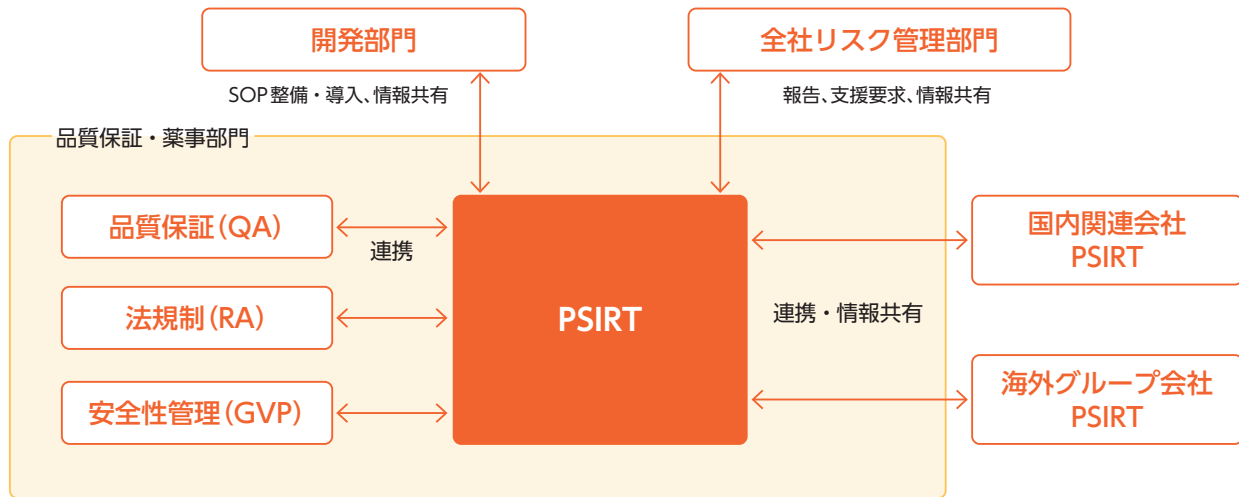 開発部門
全社リスク管理部門
SOP整備・導入、情報共有
報告、支援要求、情報共有
品質保証・薬事部門
品質保証(QA)
連携
法規制(RA)
安全性管理(GVP)
PSIRT
連携・情報共有
国内関連会社
PSIRT
海外グループ会社
PSIRT